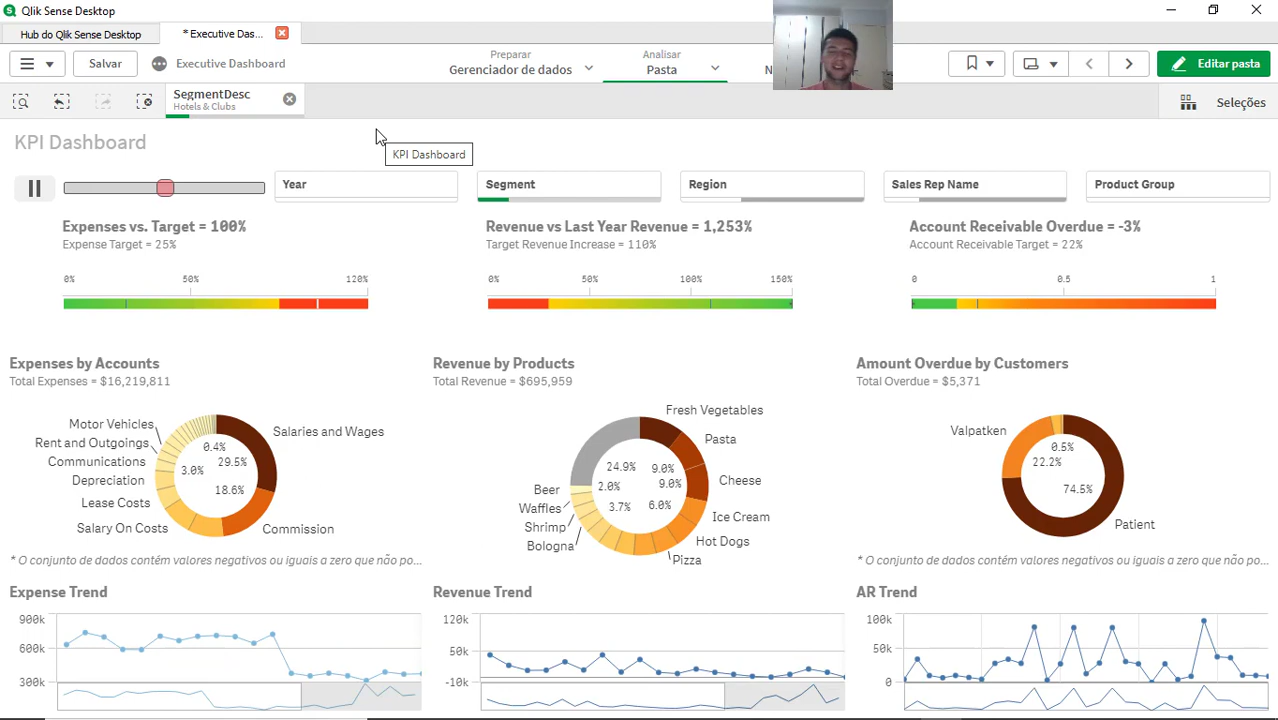 Qlik Sense Desktop
Hub do Qlik Sense Desktop
* Executive Das...
Salvar
Executive Dashboard
Preparar
Gerenciador de dados
Analisar
Pasta
Editar pasta
SegmentDesc
Hotels & Clubs
Seleções
KPI Dashboard
KPI Dashboard
Year
Segment
Region
Sales Rep Name
Product Group
Expenses vs. Target = 100%
Expense Target = 25%
0%
50%
120%
Revenue vs Last Year Revenue = 1,253%
Target Revenue Increase = 110%
0%
50%
100%
150%
Account Receivable Overdue = -3%
Account Receivable Target = 22%
0
0.5
1
Expenses by Accounts
Total Expenses = $16,219,811
Motor Vehicles
Rent and Outgoings
Communications
Depreciation
Lease Costs
Salary On Costs
Salaries and Wages
Commission
0.4%
29.5%
3.0%
18.6%
* O conjunto de dados contém valores negativos ou iguais a zero que não po...
Revenue by Products
Total Revenue = $695,959
Fresh Vegetables
Pasta
Cheese
Ice Cream
Hot Dogs
Pizza
Beer
Waffles
Shrimp
Bologna
24.9%
9.0%
9.0%
2.0%
3.7%
6.0%
Amount Overdue by Customers
Total Overdue = $5,371
Valpatken
Patient
0.5%
22.2%
74.5%
* O conjunto de dados contém valores negativos ou iguais a zero que não po...
Expense Trend
900k
600k
300k
Revenue Trend
120k
50k
-10k
AR Trend
100k
50k
0